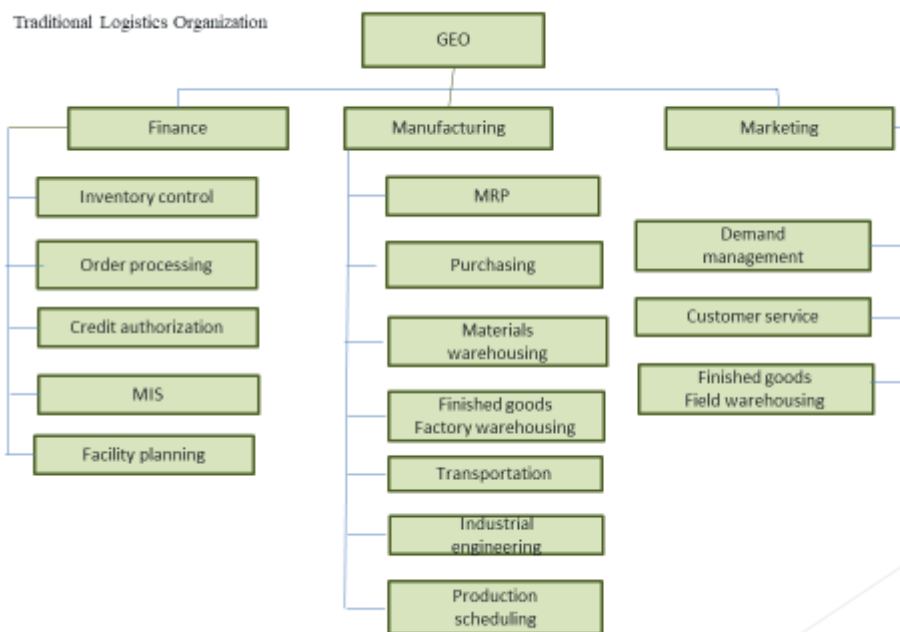 Traditional Logistics Organization
GEO
Finance
Manufacturing
Marketing
Inventory control
Order processing
Credit authorization
MIS
Facility planning
MRP
Purchasing
Materials
warehousing
Finished goods
Factory warehousing
Transportation
Industrial
engineering
Production
scheduling
Demand
management
Customer service
Finished goods
Field warehousing